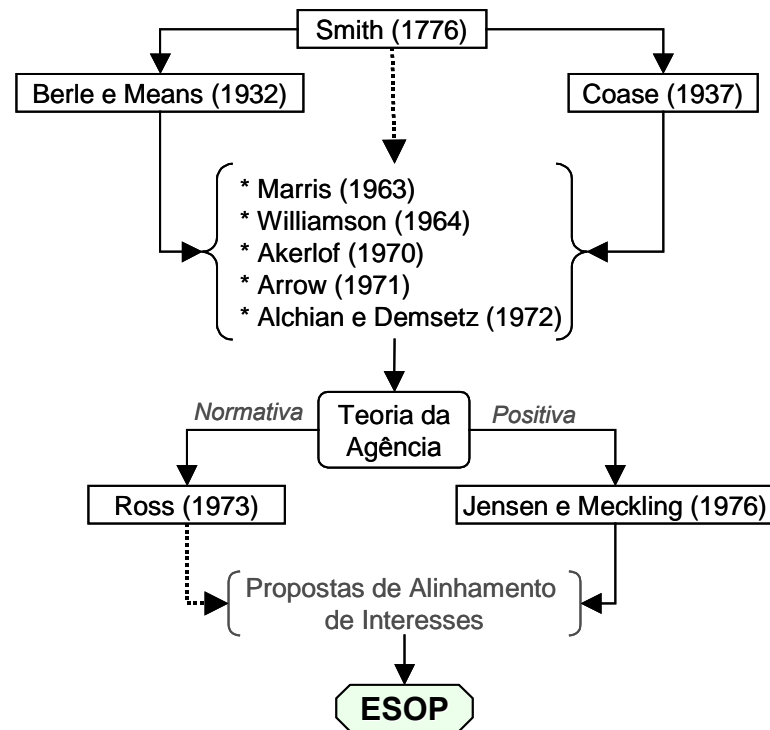 Smith (1776)
Berle e Means (1932)
Coase (1937)
* Marris (1963)
* Williamson (1964)
* Akerlof (1970)
* Arrow (1971)
* Alchian e Demsetz (1972)
Normativa
Teoria da
Agência
Positiva
Ross (1973)
Jensen e Meckling (1976)
Propostas de Alinhamento
de Interesses
ESOP